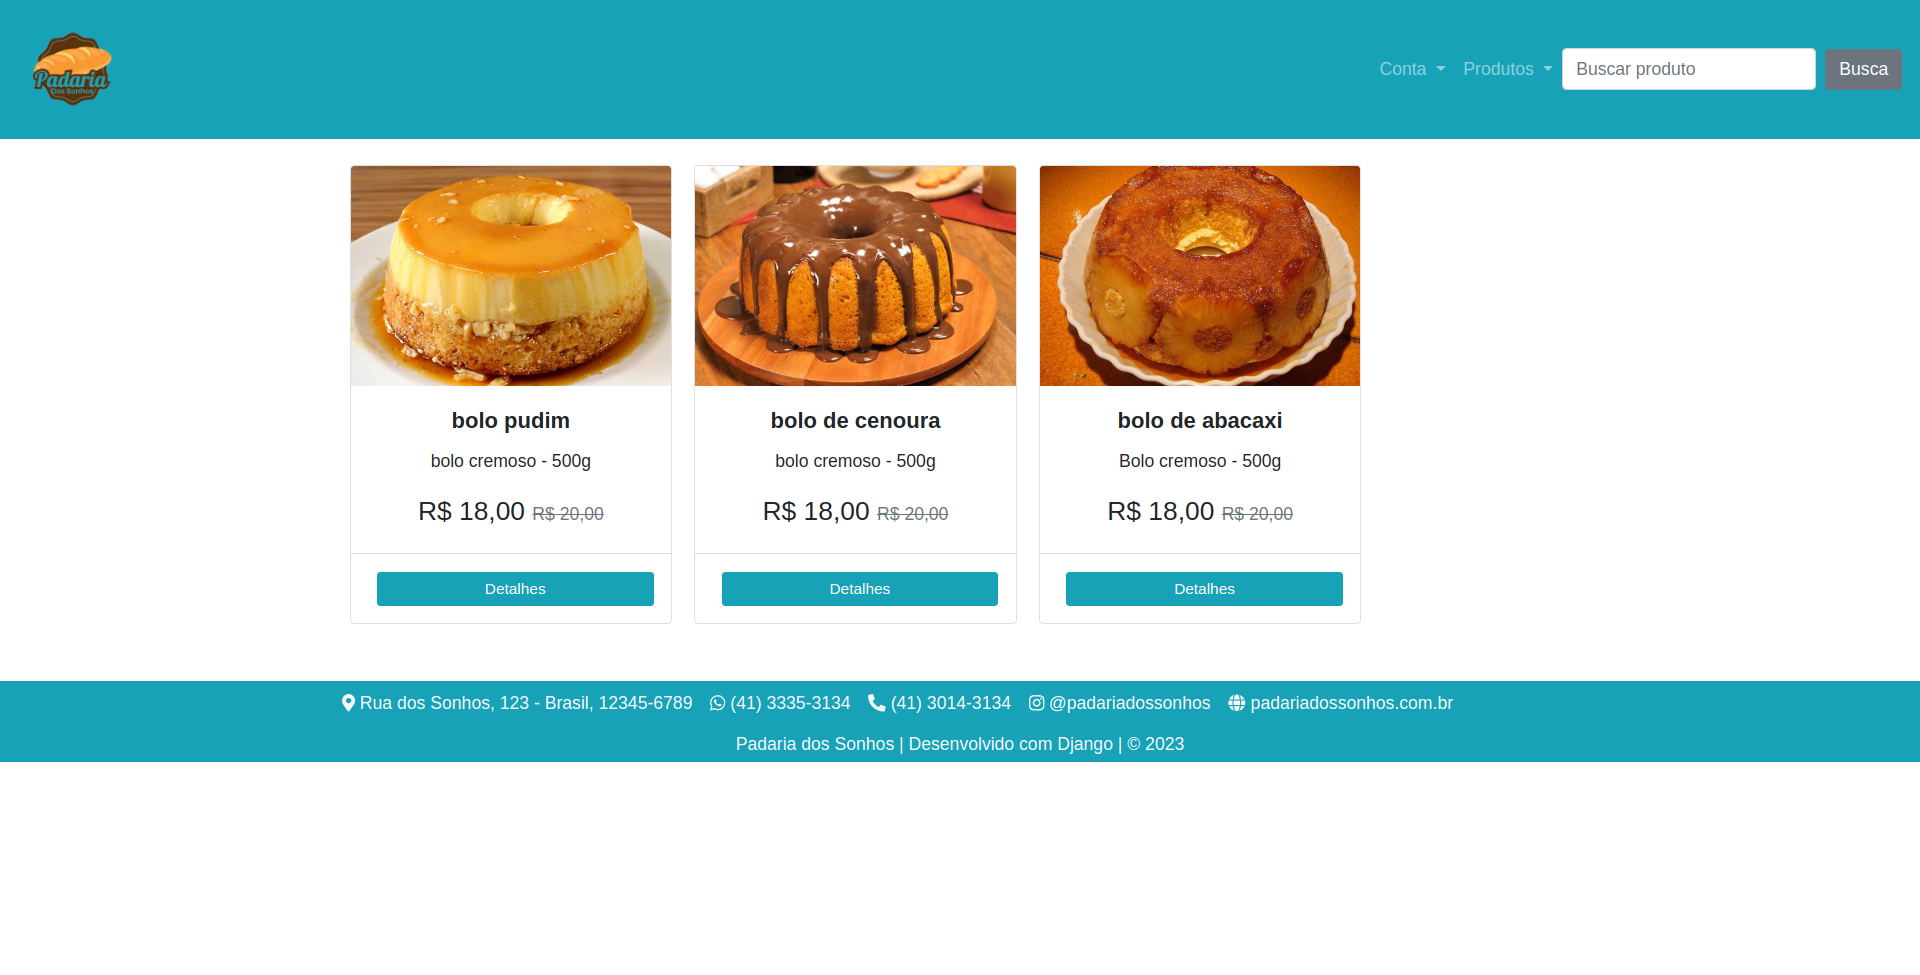 Padaria
Dos Sonhos
Conta
Produtos
Buscar produto
Busca
bolo pudim
bolo cremoso - 500g
R$ 18,00 R$ 20,00
Detalhes
bolo de cenoura
bolo cremoso - 500g
R$ 18,00 R$ 20,00
Detalhes
bolo de abacaxi
Bolo cremoso - 500g
R$ 18,00 R$ 20,00
Detalhes
Rua dos Sonhos, 123 - Brasil, 12345-6789 (41) 3335-3134 (41) 3014-3134 @padariadossonhos padariadossonhos.com.br
Padaria dos Sonhos | Desenvolvido com Django | © 2023